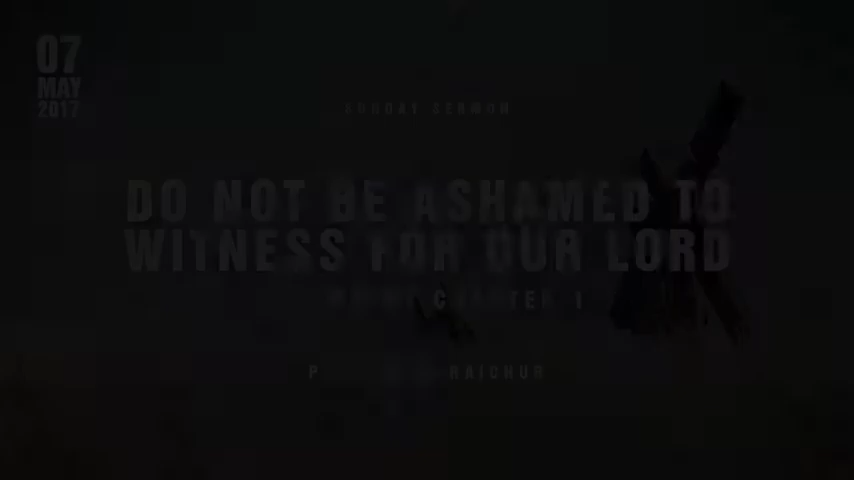 07
MAY
2017
SUNDAY SERMON
DO NOT BE ASHAMED TO
WITNESS FOR OUR LORD
CHAPTER 1
RAICHUR